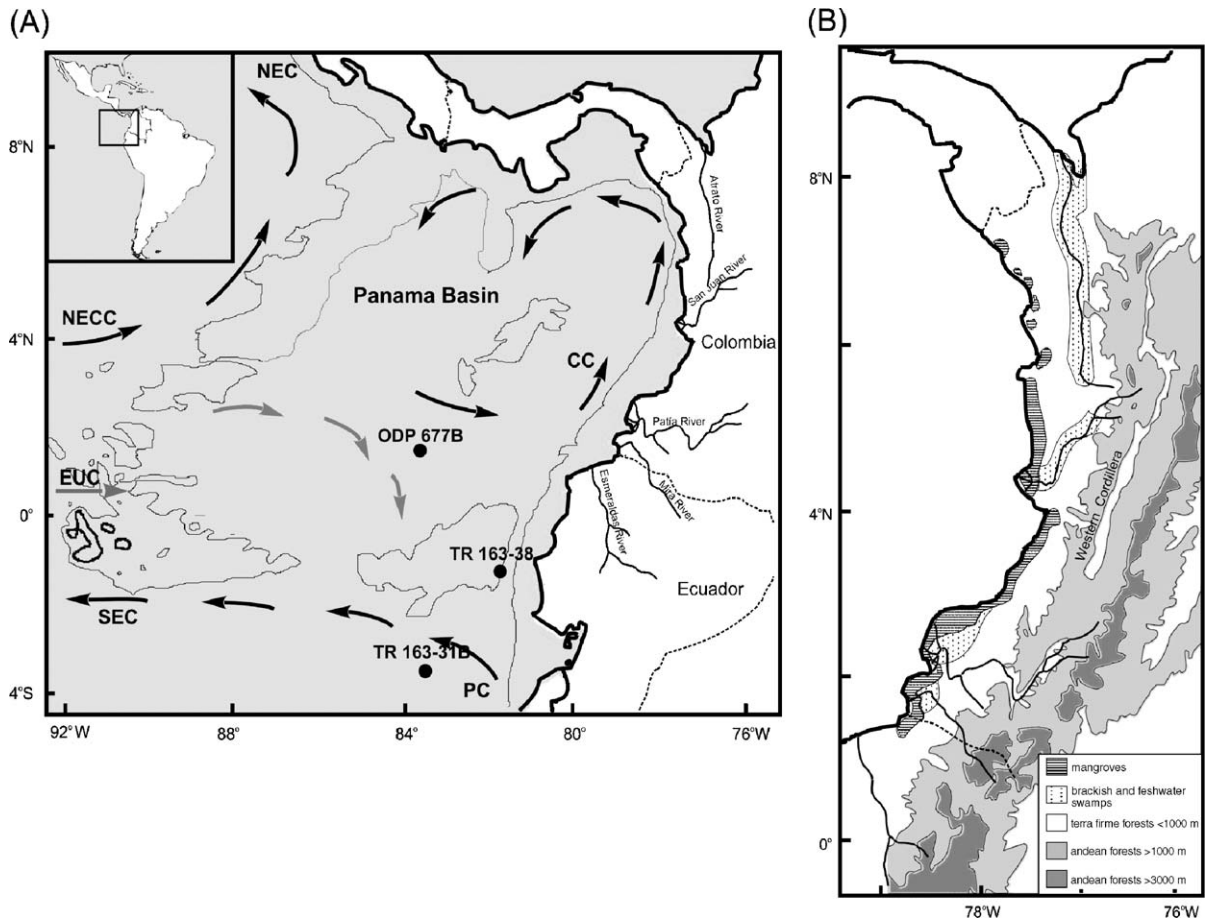 (A)
NEC
8°N
Atrato River
Panama Basin
San Juan River
NECC
4°N
Colombia
CC
Patía River
ODP 677B
EUC
Mira River
Esmeraldas River
0°
TR 163-38
Ecuador
SEC
TR 163-31B
PC
4°S
92°W
88°
84°
80°
76°W
(B)
8°N
Western Cordillera
4°N
mangroves
brackish and feshwater
swamps
terra firme forests <1000 m
andean forests >1000 m
andean forests >3000 m
0°
78°W
76°W